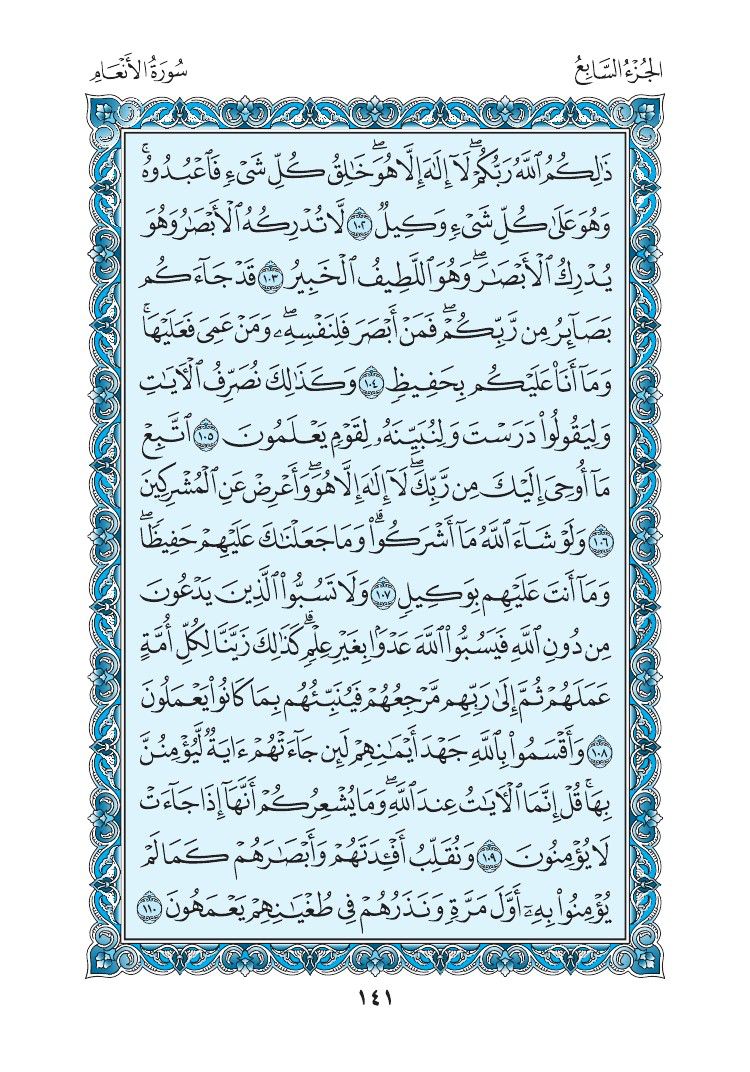 الجُزْءُ السَّابِعُ
سُورَةُ الأَنْعَامِ
ذَٰلِكُمُ ٱللَّهُ رَبُّكُمْۖ لَآ إِلَٰهَ إِلَّا هُوَۖ خَٰلِقُ كُلِّ شَىْءٍ فَٱعْبُدُوهُۚ
وَهُوَ عَلَىٰ كُلِّ شَىْءٍ وَكِيلٌ ١٠٢ لَّا تُدْرِكُهُ ٱلْأَبْصَٰرُ وَهُوَ
يُدْرِكُ ٱلْأَبْصَٰرَۖ وَهُوَ ٱللَّطِيفُ ٱلْخَبِيرُ ١٠٣ قَدْ جَآءَكُم
بَصَآئِرُ مِن رَّبِّكُمْۖ فَمَنْ أَبْصَرَ فَلِنَفْسِهِۦۖ وَمَنْ عَمِىَ فَعَلَيْهَاۚ
وَمَآ أَنَا۠ عَلَيْكُم بِحَفِيظٍ ١٠٤ وَكَذَٰلِكَ نُصَرِّفُ ٱلْءَايَٰتِ
وَلِيَقُولُوا۟ دَرَسْتَ وَلِنُبَيِّنَهُۥ لِقَوْمٍ يَعْلَمُونَ ١٠٥ ٱتَّبِعْ
مَآ أُوحِىَ إِلَيْكَ مِن رَّبِّكَۖ لَآ إِلَٰهَ إِلَّا هُوَۖ وَأَعْرِضْ عَنِ ٱلْمُشْرِكِينَ
١٠٦ وَلَوْ شَآءَ ٱللَّهُ مَآ أَشْرَكُوا۟ۗ وَمَا جَعَلْنَٰكَ عَلَيْهِمْ حَفِيظًاۖ
وَمَآ أَنتَ عَلَيْهِم بِوَكِيلٍ ١٠٧ وَلَا تَسُبُّوا۟ ٱلَّذِينَ يَدْعُونَ
مِن دُونِ ٱللَّهِ فَيَسُبُّوا۟ ٱللَّهَ عَدْوًۢا بِغَيْرِ عِلْمٍۗ كَذَٰلِكَ زَيَّنَّا لِكُلِّ أُمَّةٍ
عَمَلَهُمْ ثُمَّ إِلَىٰ رَبِّهِم مَّرْجِعُهُمْ فَيُنَبِّئُهُم بِمَا كَانُوا۟ يَعْمَلُونَ
١٠٨ وَأَقْسَمُوا۟ بِٱللَّهِ جَهْدَ أَيْمَٰنِهِمْ لَئِن جَآءَتْهُمْ ءَايَةٌ لَّيُؤْمِنُنَّ
بِهَاۚ قُلْ إِنَّمَا ٱلْءَايَٰتُ عِندَ ٱللَّهِۖ وَمَا يُشْعِرُكُمْ أَنَّهَآ إِذَا جَآءَتْ
لَا يُؤْمِنُونَ ١٠٩ وَنُقَلِّبُ أَفْـِٔدَتَهُمْ وَأَبْصَٰرَهُمْ كَمَا لَمْ
يُؤْمِنُوا۟ بِهِۦٓ أَوَّلَ مَرَّةٍ وَنَذَرُهُمْ فِى طُغْيَٰنِهِمْ يَعْمَهُونَ ١١٠
١٤١